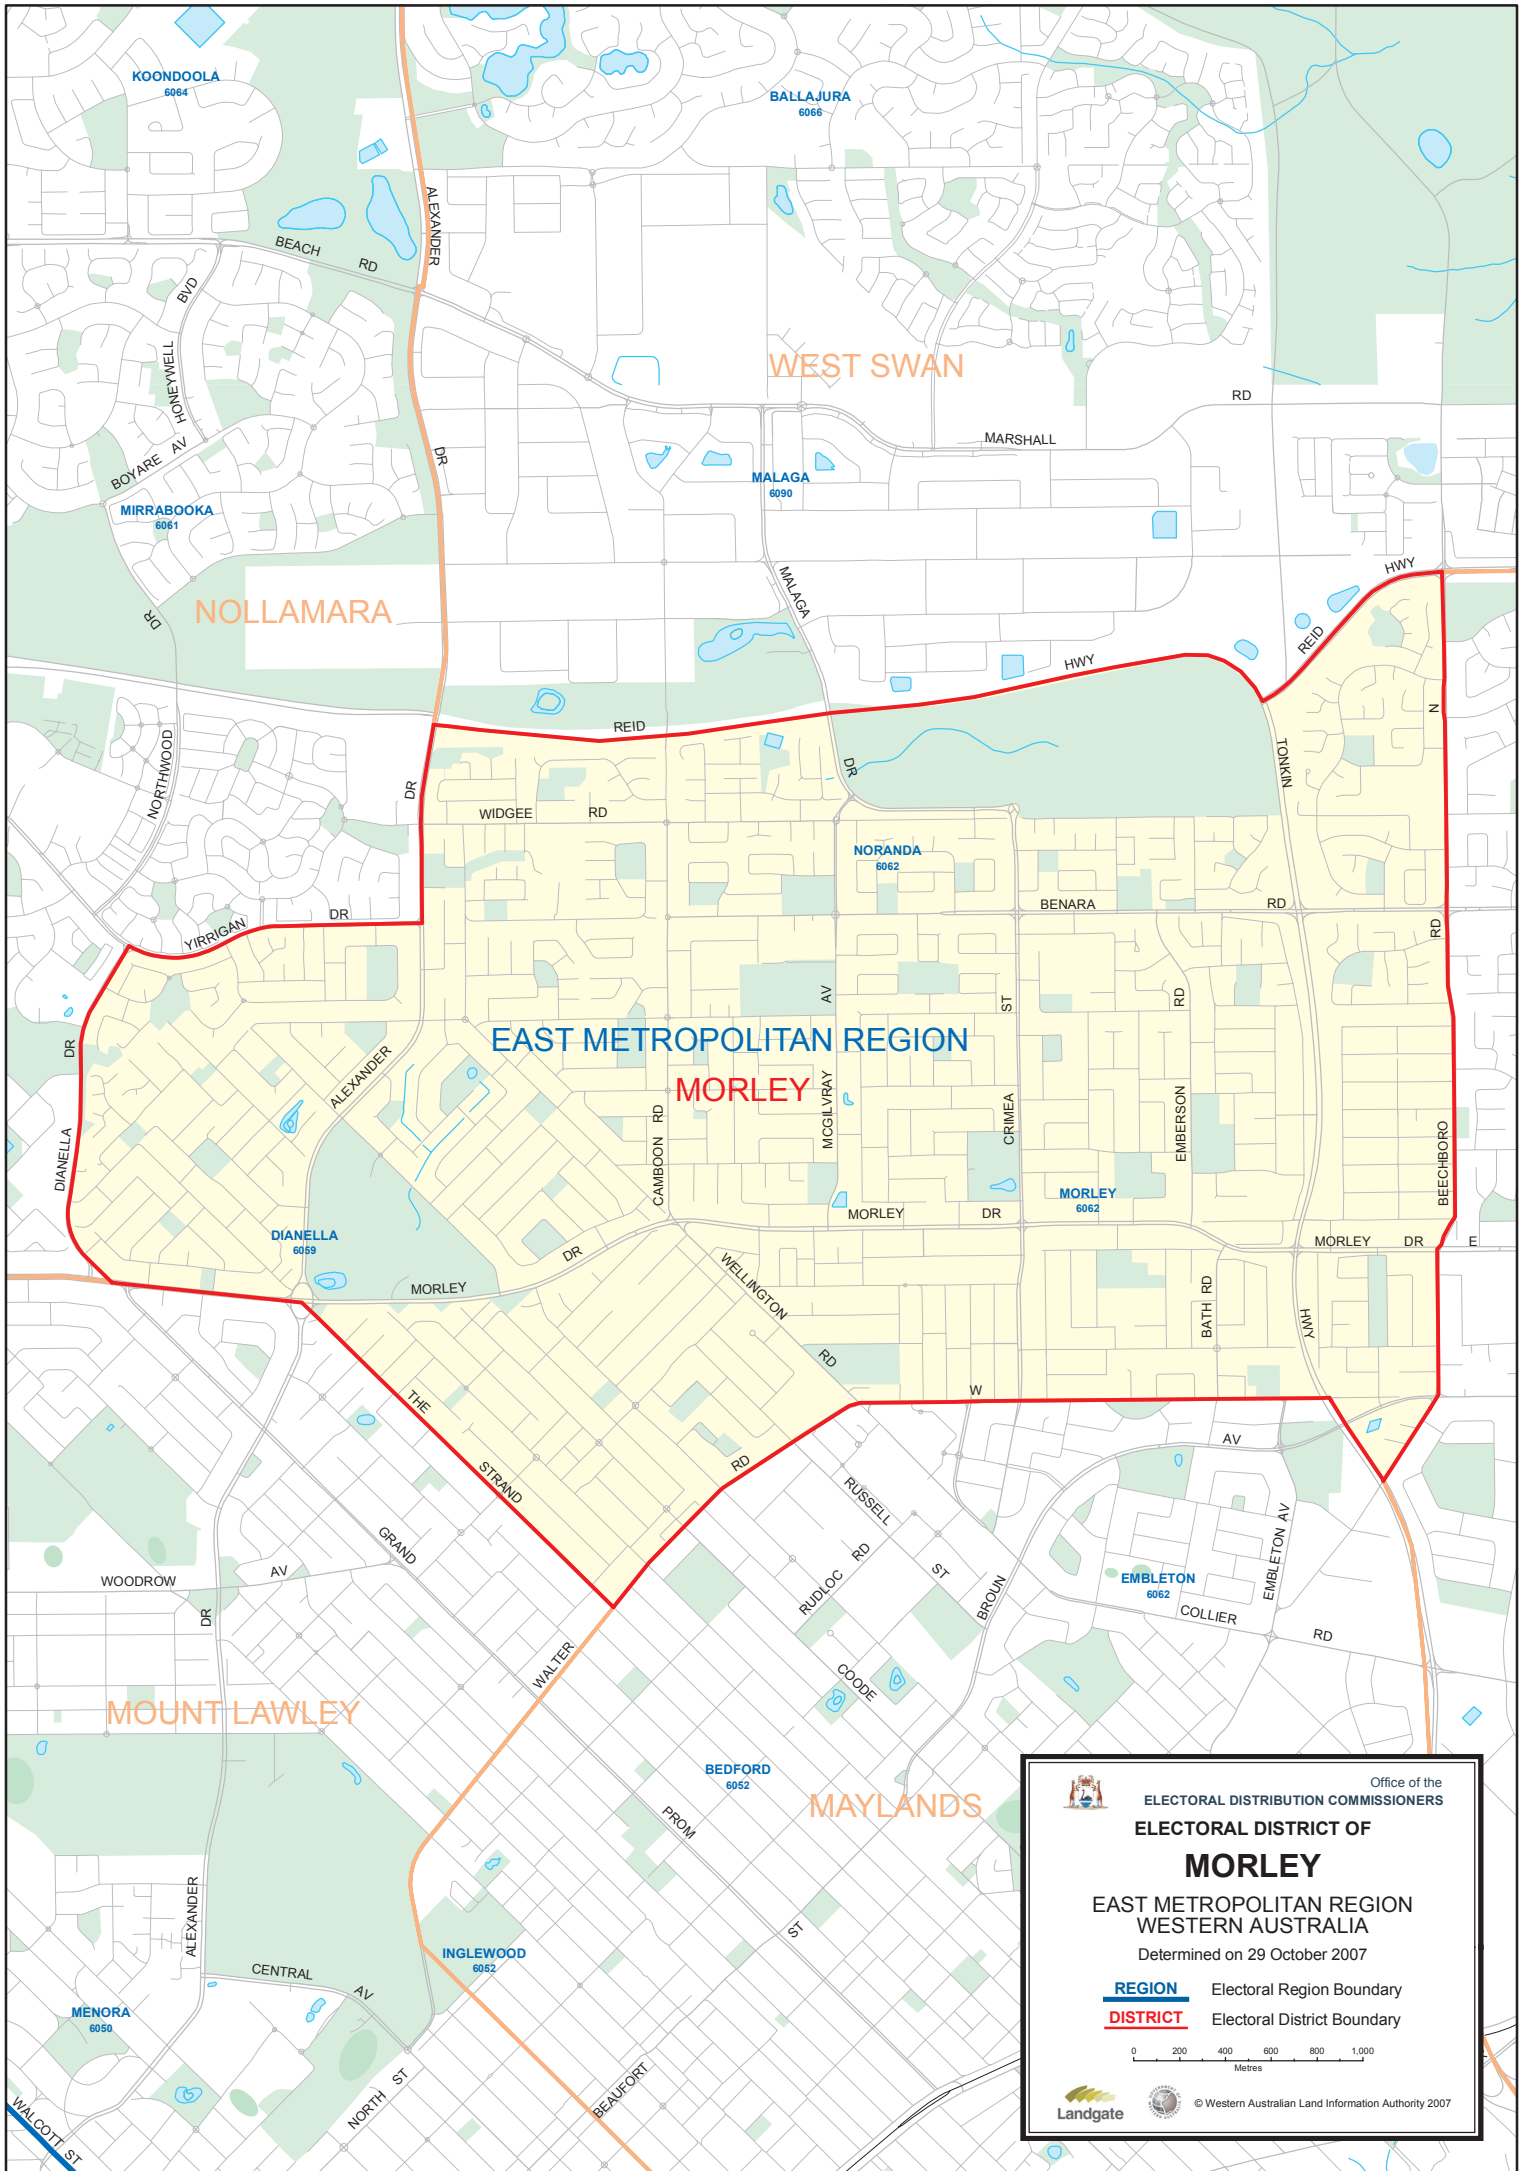 KOONDOOLA
6064
BALLAJURA
6066
ALEXANDER
BEACH
RD
BVD
HONEYWELL
WEST SWAN
RD
MARSHALL
DR
BOYARE
AV
MALAGA
6090
MIRRABOOKA
6061
HWY
MALAGA
NOLLAMARA
DR
REID
HWY
REID
N
NORTHWOOD
DR
DR
TONKIN
WIDGEE
RD
NORANDA
6062
BENARA
RD
DR
YIRRIGAN
RD
AV
ST
RD
EAST METROPOLITAN REGION
DR
ALEXANDER
MORLEY
MCGILVRAY
CRIMEA
EMBERSON
RD
CAMBOON
DIANELLA
BEECHBORO
MORLEY
6062
MORLEY
DR
DIANELLA
6059
DR
MORLEY
DR
E
MORLEY
WELLINGTON
BATH RD
HWY
RD
W
THE
STRAND
RD
AV
RUSSELL
ST
GRAND
RUDLOC
RD
EMBLETON AV
WOODROW
AV
DR
BROUN
EMBLETON
6062
COLLIER
RD
WALTER
COODE
MOUNT LAWLEY
BEDFORD
6052
MAYLANDS
PROM
ALEXANDER
ST
INGLEWOOD
6052
CENTRAL
AV
MENORA
6050
NORTH
ST
BEAUFORT
WALCOTT
ST
Office of the
ELECTORAL DISTRIBUTION COMMISSIONERS
ELECTORAL DISTRICT OF
MORLEY
EAST METROPOLITAN REGION
WESTERN AUSTRALIA
Determined on 29 October 2007
REGION Electoral Region Boundary
DISTRICT Electoral District Boundary
0 200 400 600 800 1,000
Metres
Landgate
© Western Australian Land Information Authority 2007